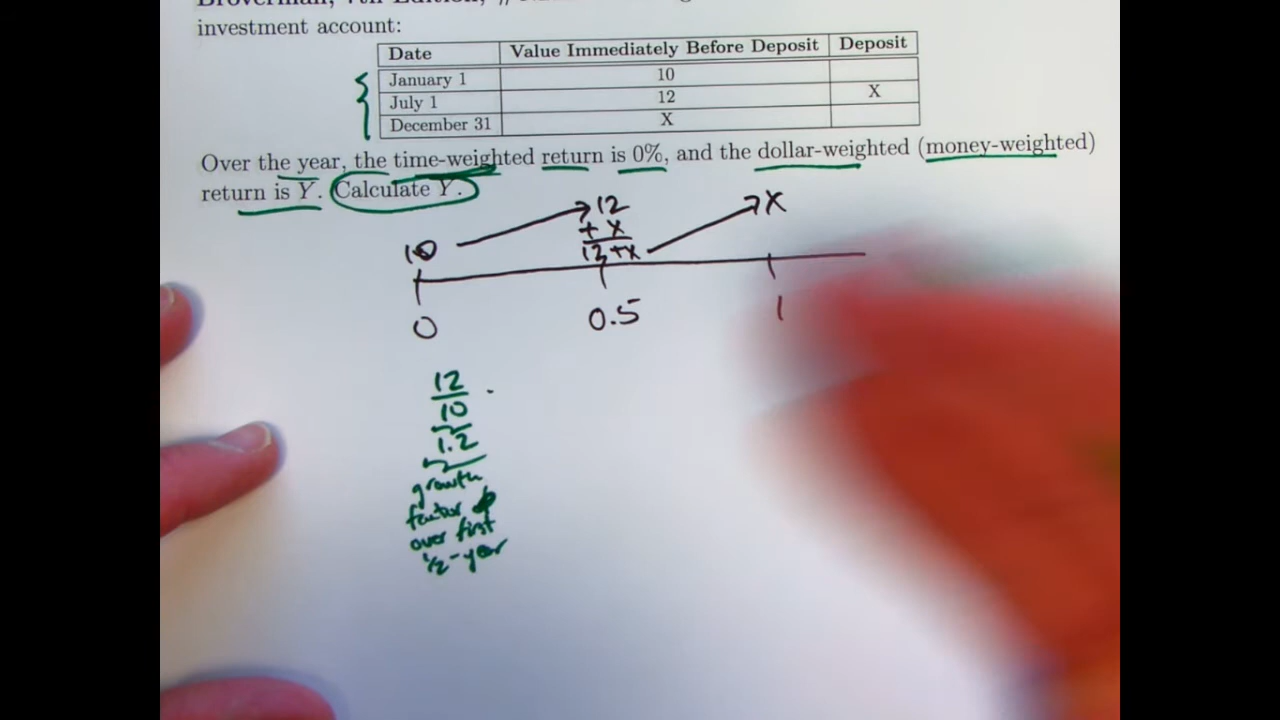 investment account:
Date Value Immediately Before Deposit Deposit
January 1 10
July 1 12 X
December 31 X
Over the year, the time-weighted return is 0%, and the dollar-weighted (money-weighted)
return is Y. Calculate Y.
12
+ X
10 12+X X
0 0.5 1
12
10
1.2
growth
factor
over first
1/2-year